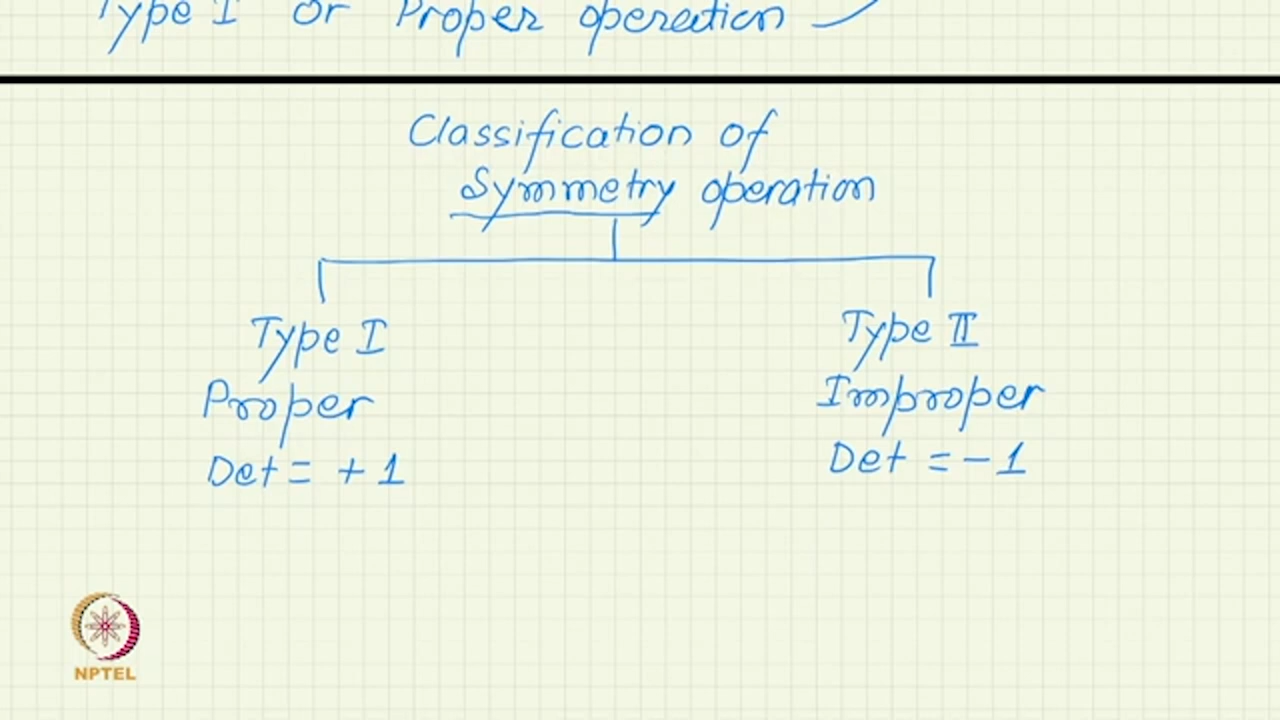 Type I or Proper operation
Classification of
Symmetry operation
Type I
Type II
Proper
Improper
Det = +1
Det = -1
NPTEL